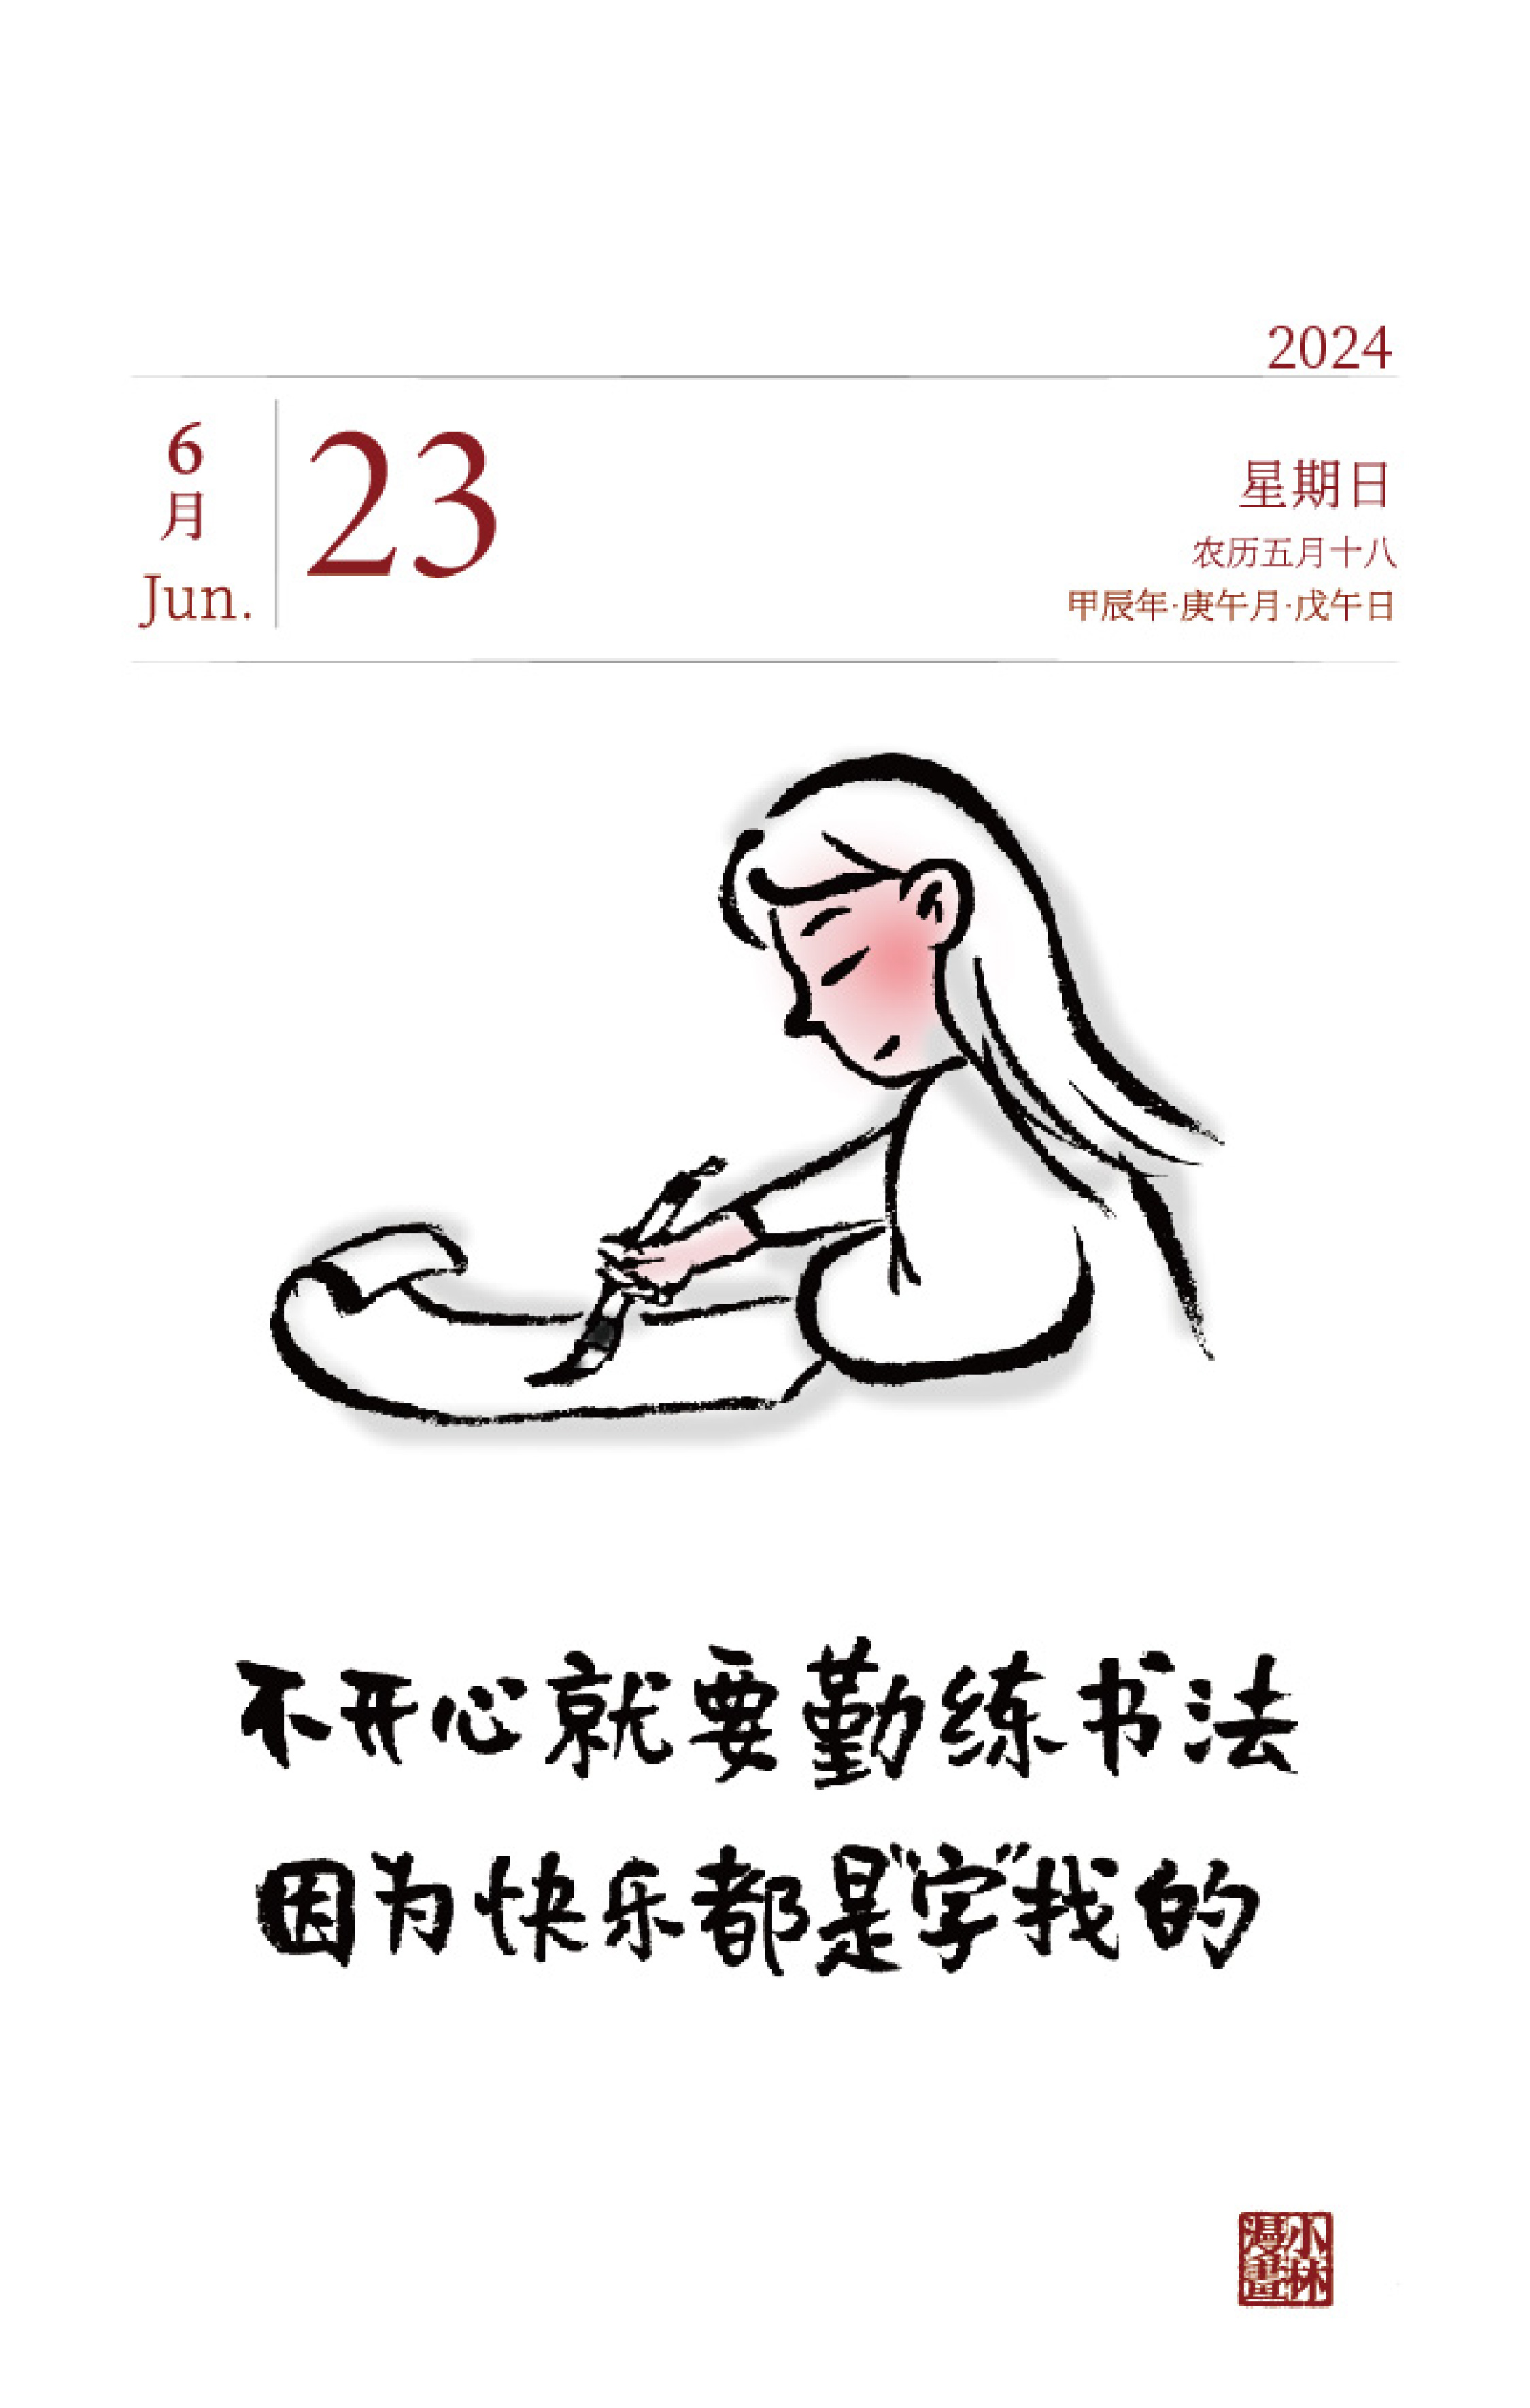 2024
6
月
Jun.
23
星期日
农历五月十八
甲辰年·庚午月·戊午日
不开心就要勤练书法
因为快乐都是“字”找的
小林
漫畫